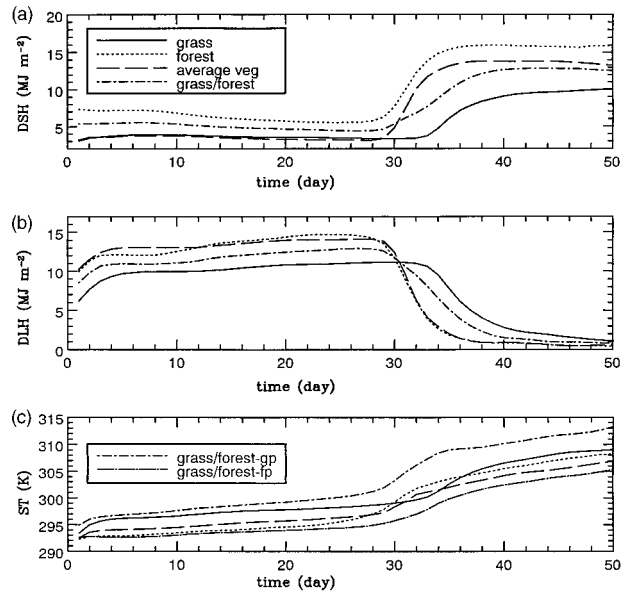 (a)
20
15
10
5
DSH (MJ m⁻²)
grass
forest
average veg
grass/forest
0 10 20 30 40 50
time (day)
(b)
15
10
5
0
DLH (MJ m⁻²)
0 10 20 30 40 50
time (day)
(c)
315
310
305
300
295
290
ST (K)
grass/forest-gp
grass/forest-fp
0 10 20 30 40 50
time (day)